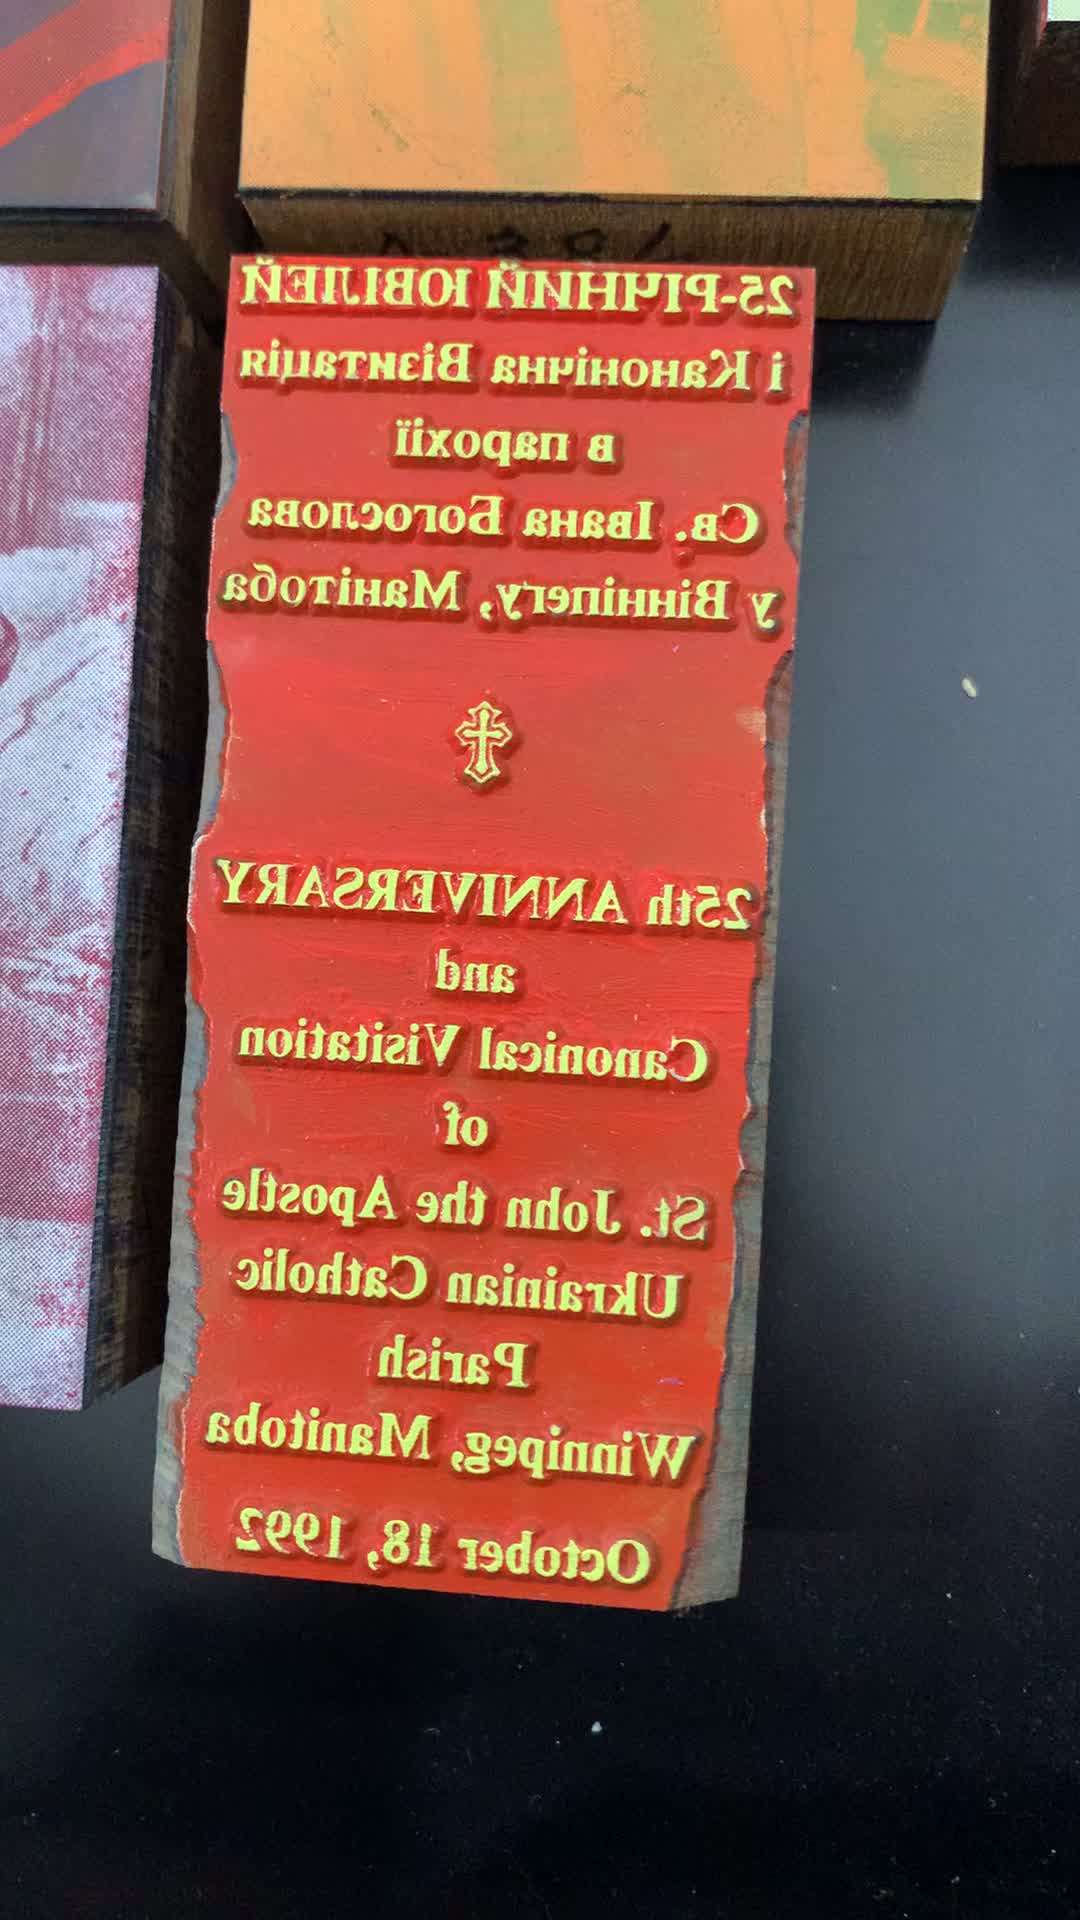 25-РІЧНИЙ ЮВІЛЕЙ
і Канонічна Візитація
в парохії
Св. Івана Богослова
у Вінніпегу, Манітоба
25th ANNIVERSARY
and
Canonical Visitation
of
St. John the Apostle
Ukrainian Catholic
Parish
Winnipeg, Manitoba
October 18, 1992